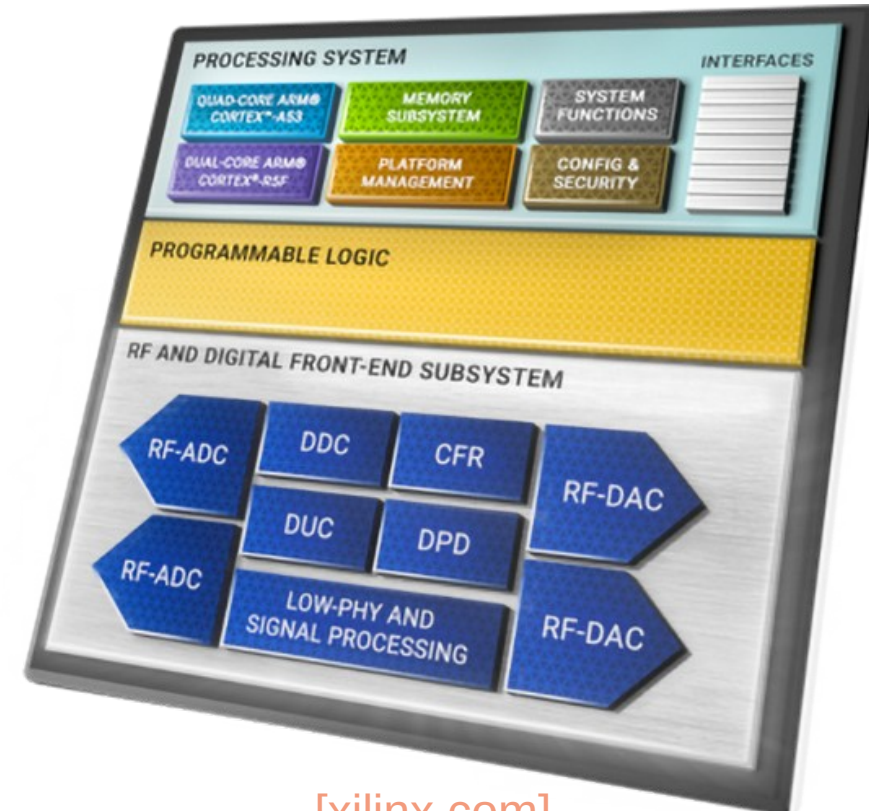 PROCESSING SYSTEM
INTERFACES
QUAD-CORE ARM®
CORTEX™-A53
MEMORY
SUBSYSTEM
SYSTEM
FUNCTIONS
DUAL-CORE ARM®
CORTEX®-R5F
PLATFORM
MANAGEMENT
CONFIG &
SECURITY
PROGRAMMABLE LOGIC
RF AND DIGITAL FRONT-END SUBSYSTEM
RF-ADC
DDC
CFR
RF-DAC
DUC
DPD
RF-ADC
LOW-PHY AND
SIGNAL PROCESSING
RF-DAC
[xilinx.com]